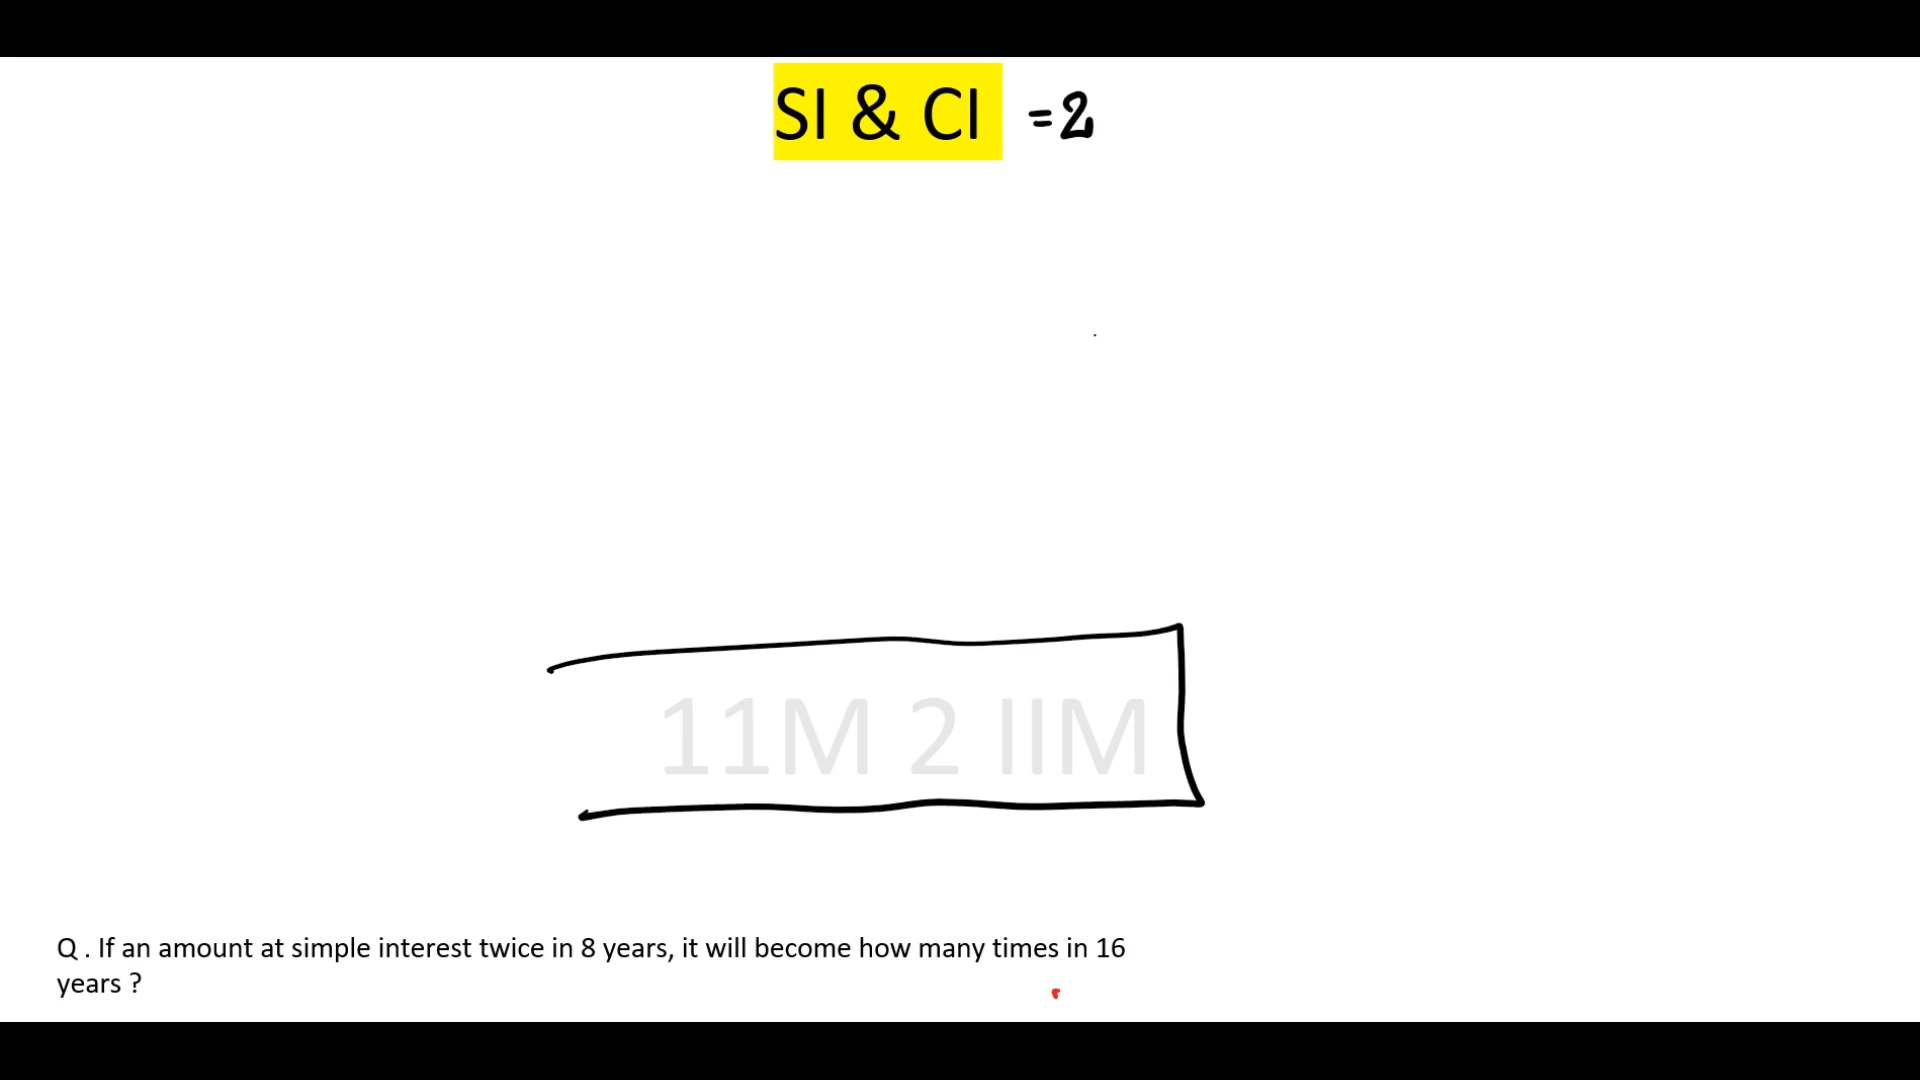 SI & CI =2
11M 2 IIM
Q . If an amount at simple interest twice in 8 years, it will become how many times in 16
years ?